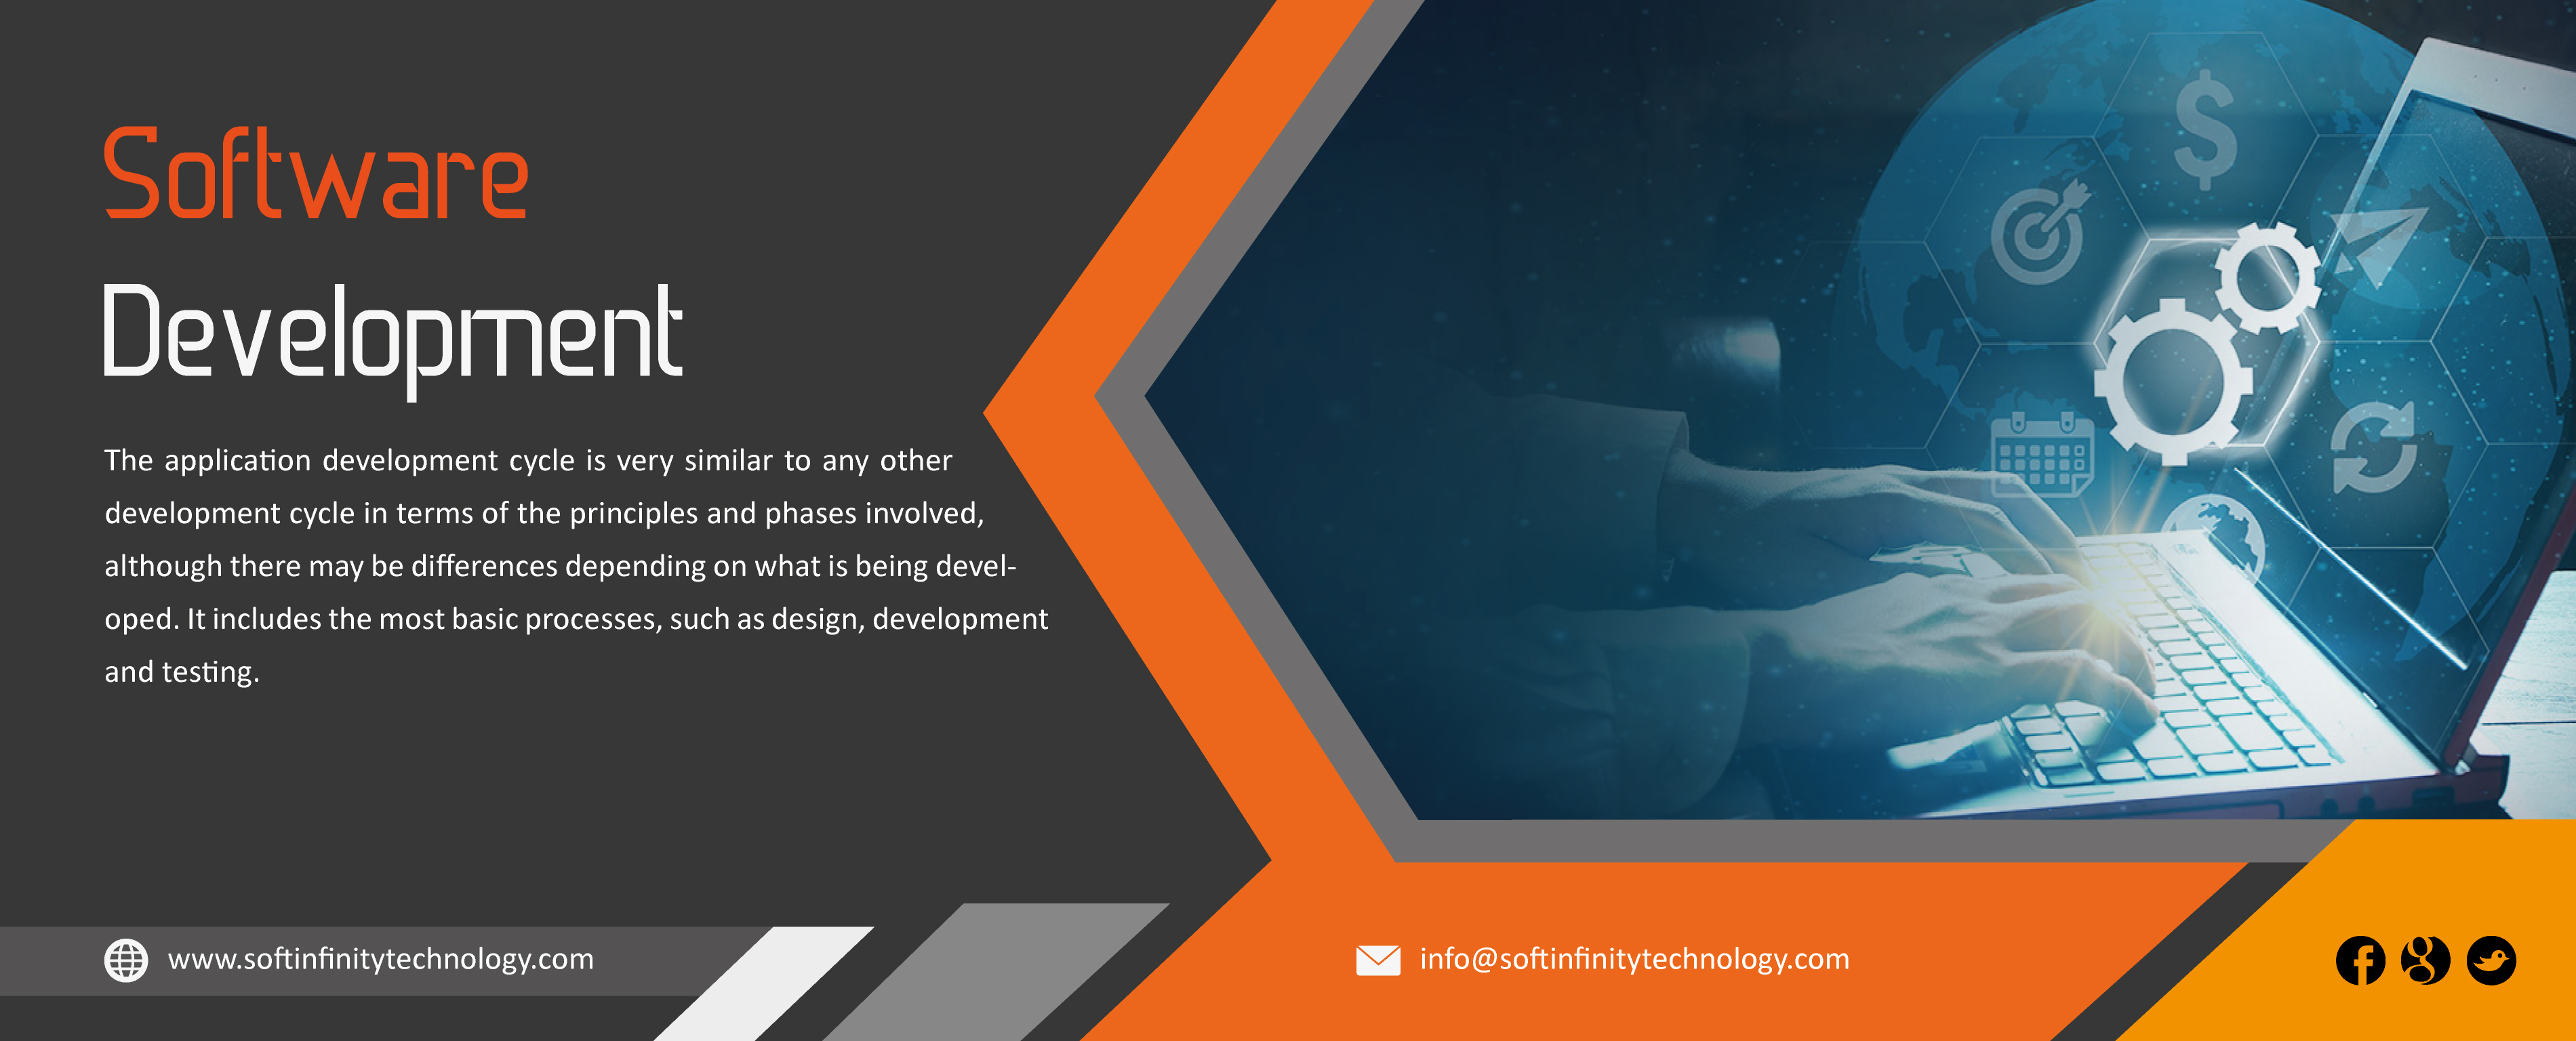 Software
Development
The application development cycle is very similar to any other
development cycle in terms of the principles and phases involved,
although there may be differences depending on what is being devel-
oped. It includes the most basic processes, such as design, development
and testing.
www.softinfinitytechnology.com
info@softinfinitytechnology.com